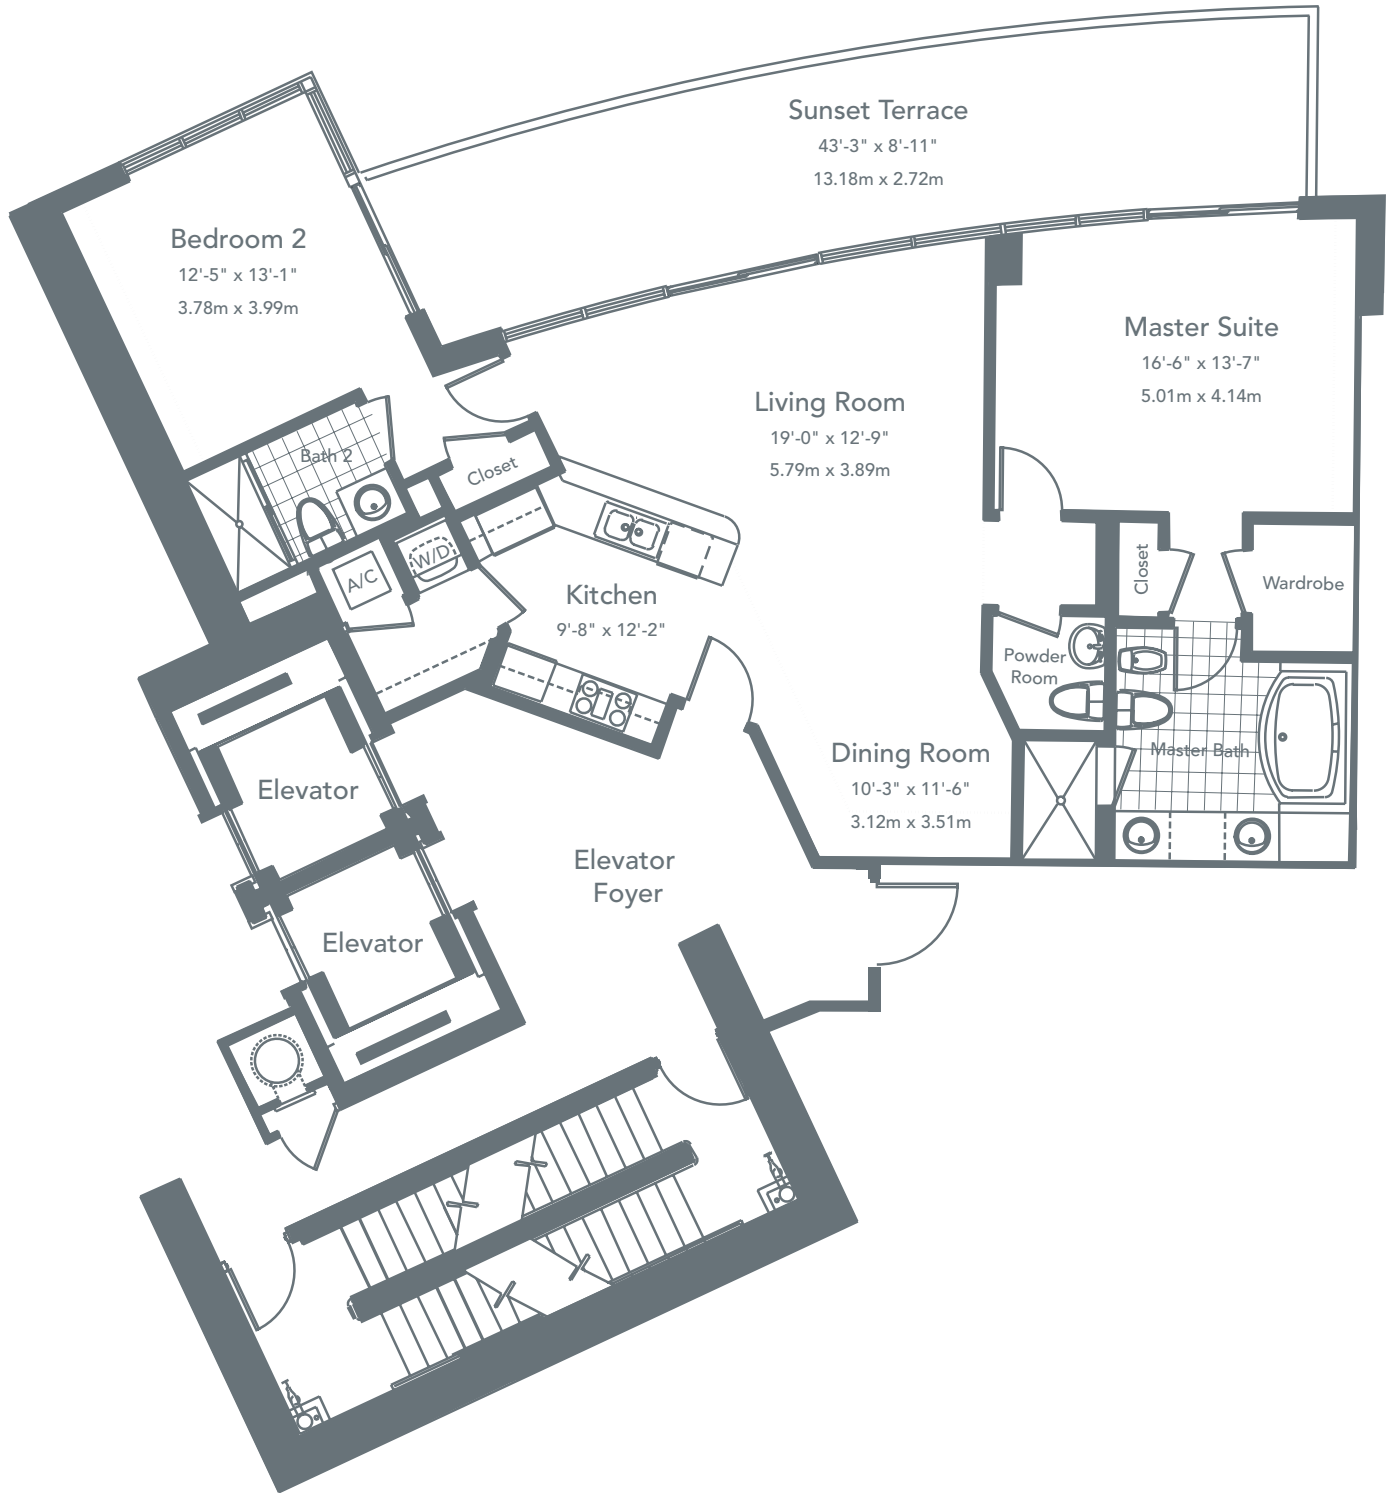 Sunset Terrace
43'-3" x 8'-11"
13.18m x 2.72m
Bedroom 2
12'-5" x 13'-1"
3.78m x 3.99m
Master Suite
16'-6" x 13'-7"
5.01m x 4.14m
Living Room
19'-0" x 12'-9"
5.79m x 3.89m
Bath 2
Closet
W/D
A/C
Kitchen
9'-8" x 12'-2"
Closet
Wardrobe
Powder
Room
Master Bath
Dining Room
10'-3" x 11'-6"
3.12m x 3.51m
Elevator
Elevator
Foyer
Elevator